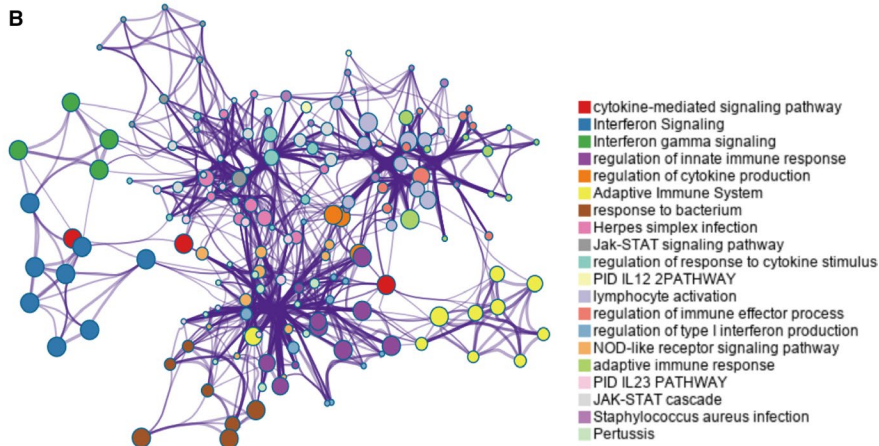 B
cytokine-mediated signaling pathway
Interferon Signaling
Interferon gamma signaling
regulation of innate immune response
regulation of cytokine production
Adaptive Immune System
response to bacterium
Herpes simplex infection
Jak-STAT signaling pathway
regulation of response to cytokine stimulus
PID IL12 2PATHWAY
lymphocyte activation
regulation of immune effector process
regulation of type I interferon production
NOD-like receptor signaling pathway
adaptive immune response
PID IL23 PATHWAY
JAK-STAT cascade
Staphylococcus aureus infection
Pertussis